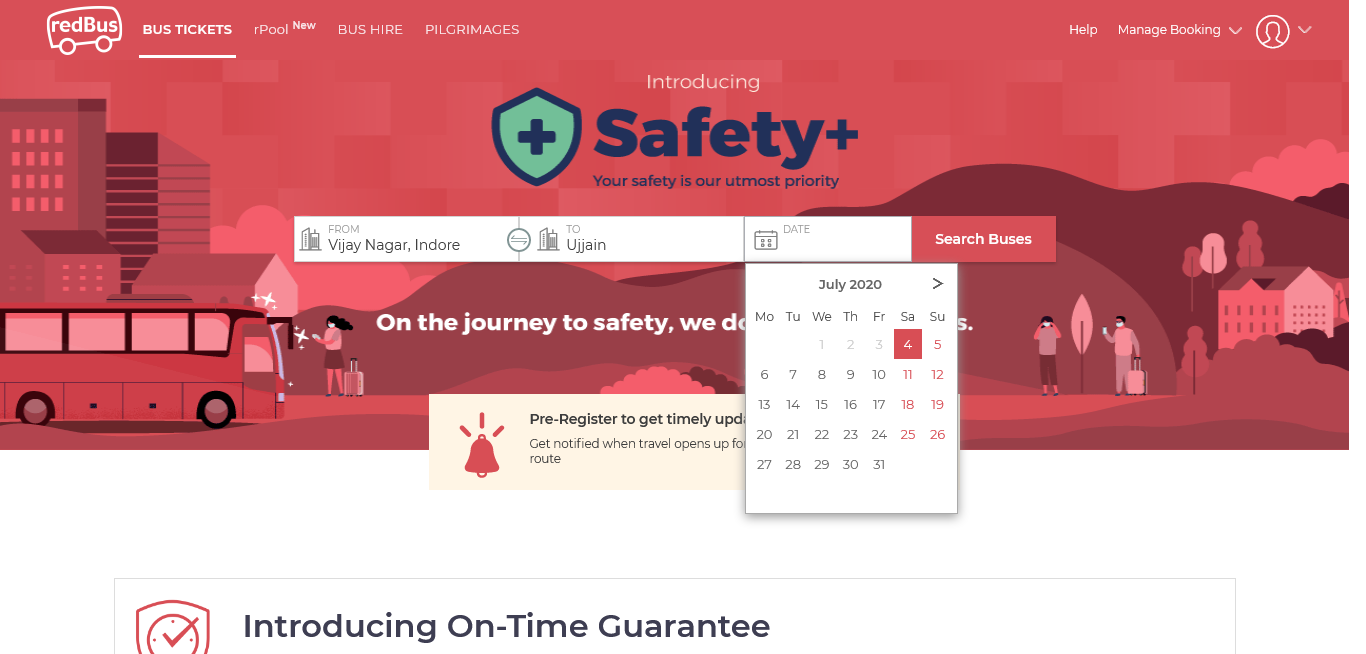 redBus BUS TICKETS rPool New BUS HIRE PILGRIMAGES Help Manage Booking
Introducing
Safety+
Your safety is our utmost priority
FROM
Vijay Nagar, Indore
TO
Ujjain
DATE
Search Buses
July 2020 >
Mo Tu We Th Fr Sa Su
1 2 3 4 5
6 7 8 9 10 11 12
13 14 15 16 17 18 19
20 21 22 23 24 25 26
27 28 29 30 31
On the journey to safety, we do s.
Pre-Register to get timely upda
Get notified when travel opens up for
route
Introducing On-Time Guarantee